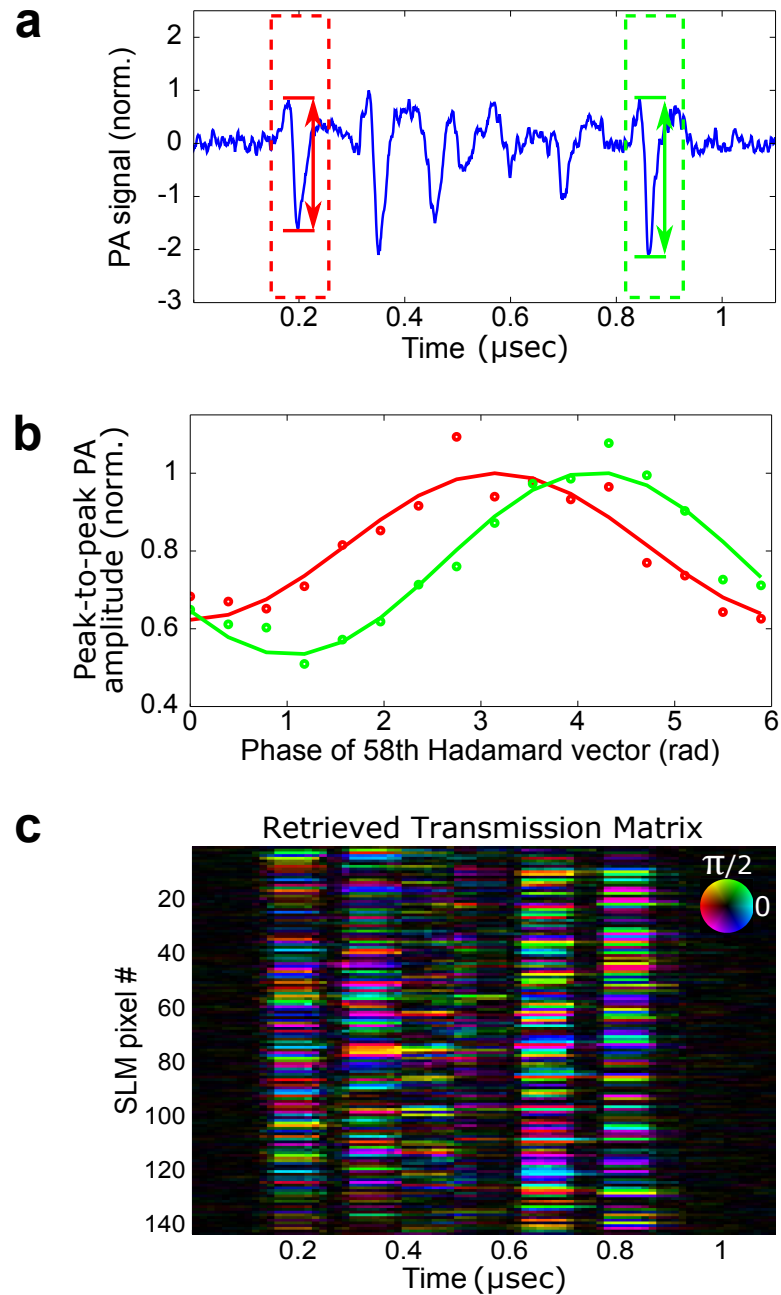 a
PA signal (norm.)
2
1
0
-1
-2
-3
0.2
0.4
0.6
0.8
1
Time (μsec)
b
Peak-to-peak PA
amplitude (norm.)
1
0.8
0.6
0.4
0
1
2
3
4
5
6
Phase of 58th Hadamard vector (rad)
c
Retrieved Transmission Matrix
SLM pixel #
20
40
60
80
100
120
140
π/2
0
0.2
0.4
0.6
0.8
1
Time (μsec)